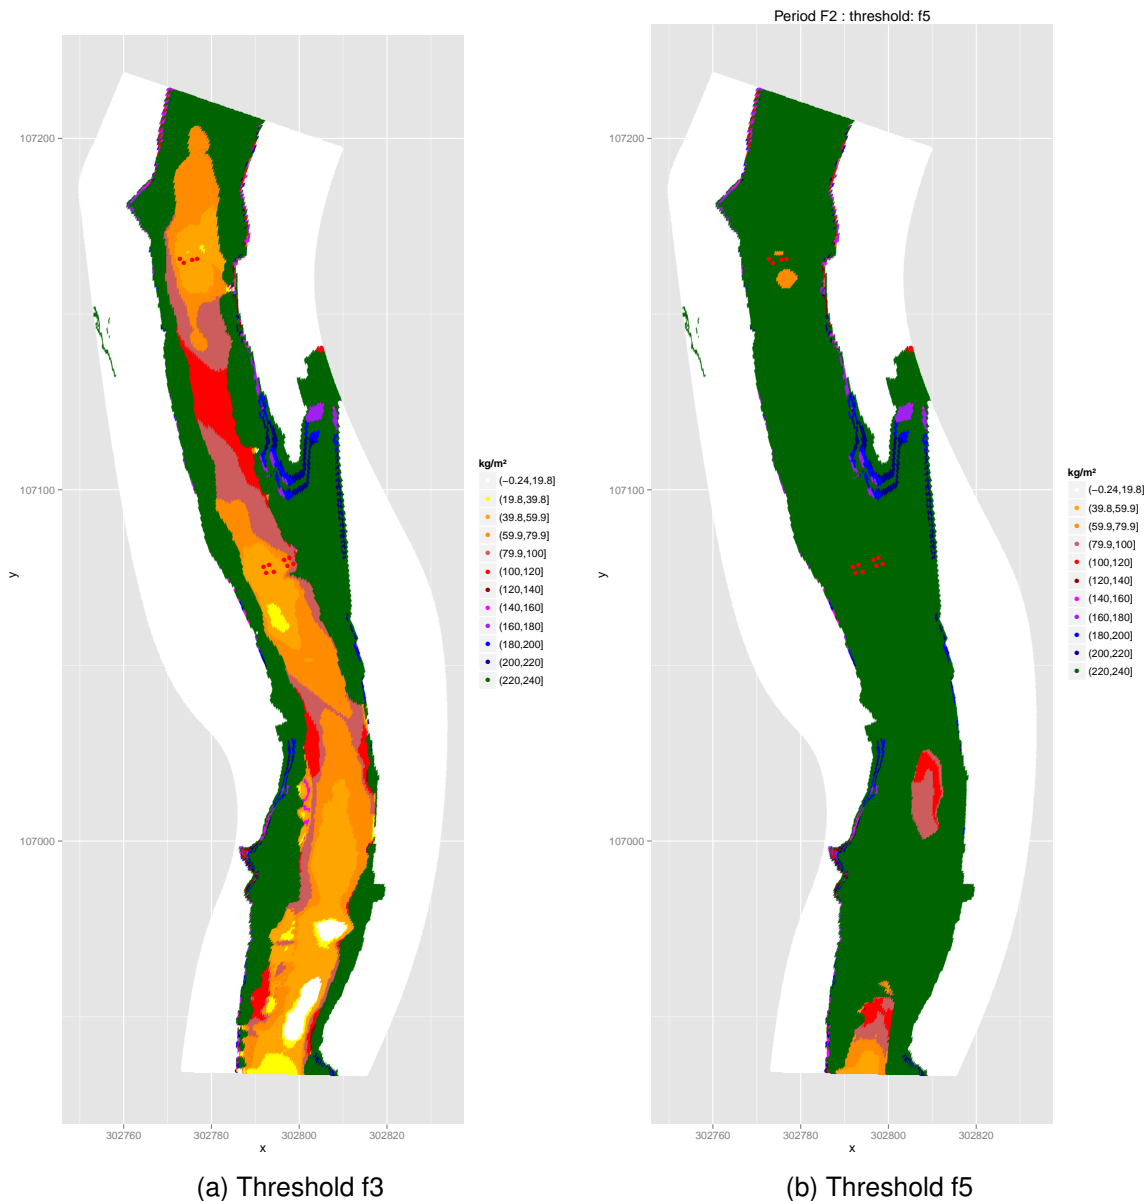 Period F2 : threshold: f5
107200
107100
107000
y
302760 302780 302800 302820
x
kg/m²
(−0.24,19.8]
(19.8,39.8]
(39.8,59.9]
(59.9,79.9]
(79.9,100]
(100,120]
(120,140]
(140,160]
(160,180]
(180,200]
(200,220]
(220,240]
(a) Threshold f3
107200
107100
107000
y
302760 302780 302800 302820
x
kg/m²
(−0.24,19.8]
(39.8,59.9]
(59.9,79.9]
(79.9,100]
(100,120]
(120,140]
(140,160]
(160,180]
(180,200]
(200,220]
(220,240]
(b) Threshold f5